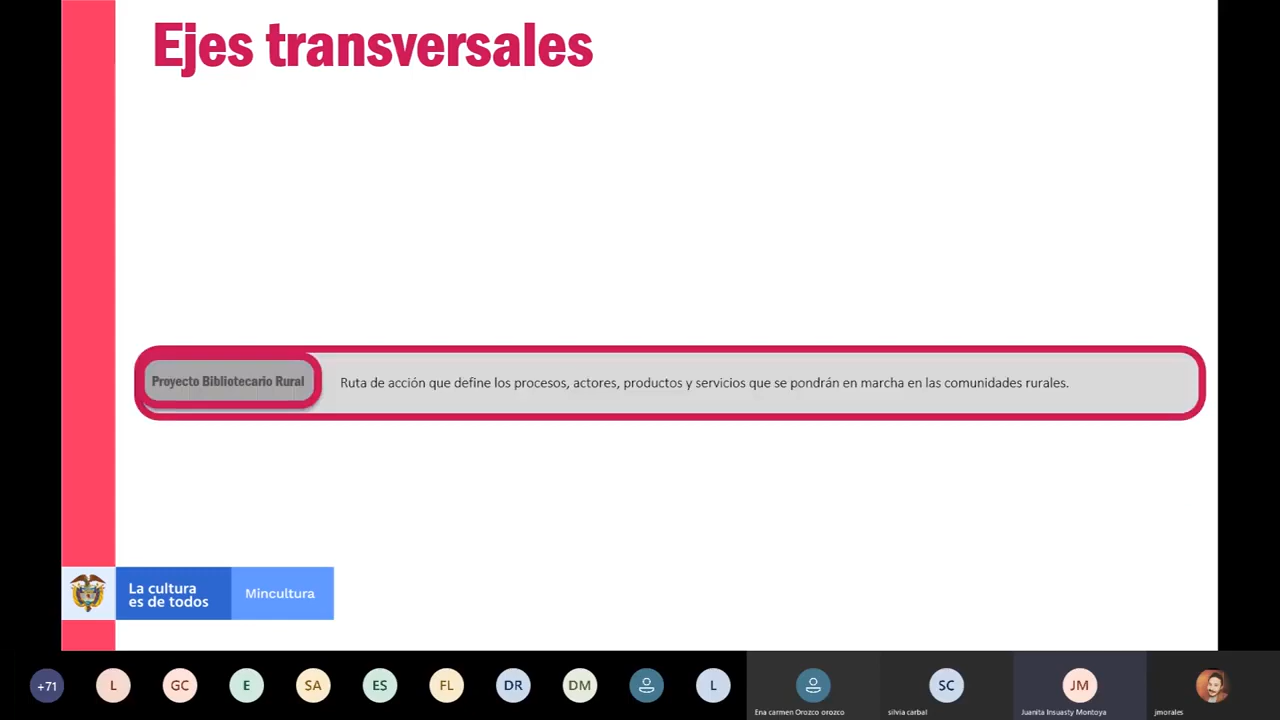 Ejes transversales
Proyecto Bibliotecario Rural
Ruta de acción que define los procesos, actores, productos y servicios que se pondrán en marcha en las comunidades rurales.
La cultura
es de todos
Mincultura
+71
L
GC
E
SA
ES
FL
DR
DM
L
SC
JM
Ena carmen Orozco orozco
silvia carbal
Juanita Insuasty Montoya
jmorales